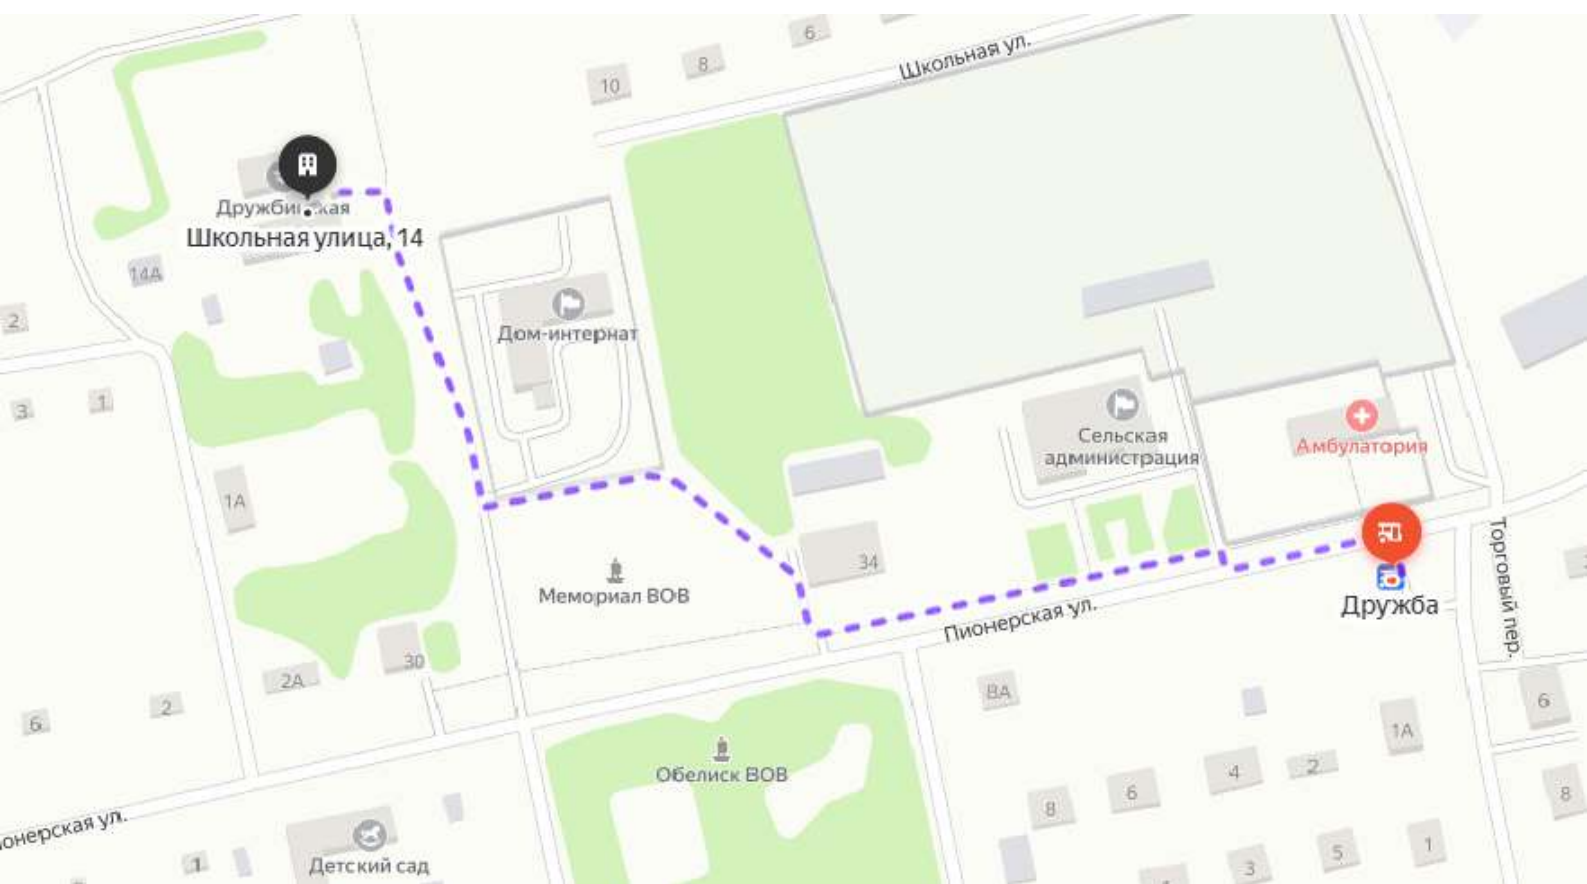 6
8
10
Школьная ул.
Школьная улица, 14
14А
2
Дом-интернат
3
1
Сельская
администрация
Амбулатория
1А
34
Мемориал ВОВ
Дружба
Торговый пер.
Пионерская ул.
30
2А
2
6
8А
6
1А
Обелиск ВОВ
4
2
6
8
8
онерская ул.
1
Детский сад
5
1
3